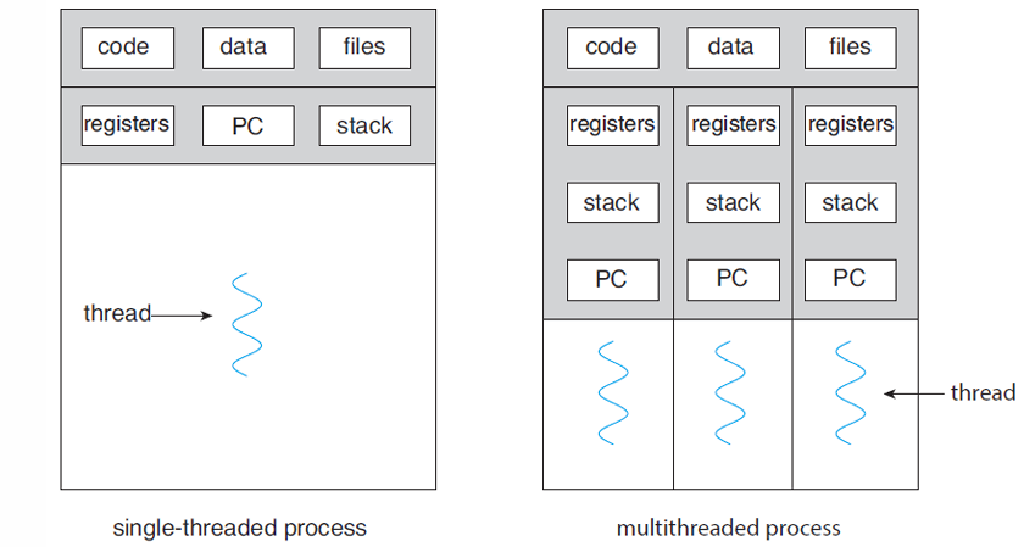 code data files
registers PC stack
thread
single-threaded process
code data files
registers registers registers
stack stack stack
PC PC PC
thread
multithreaded process